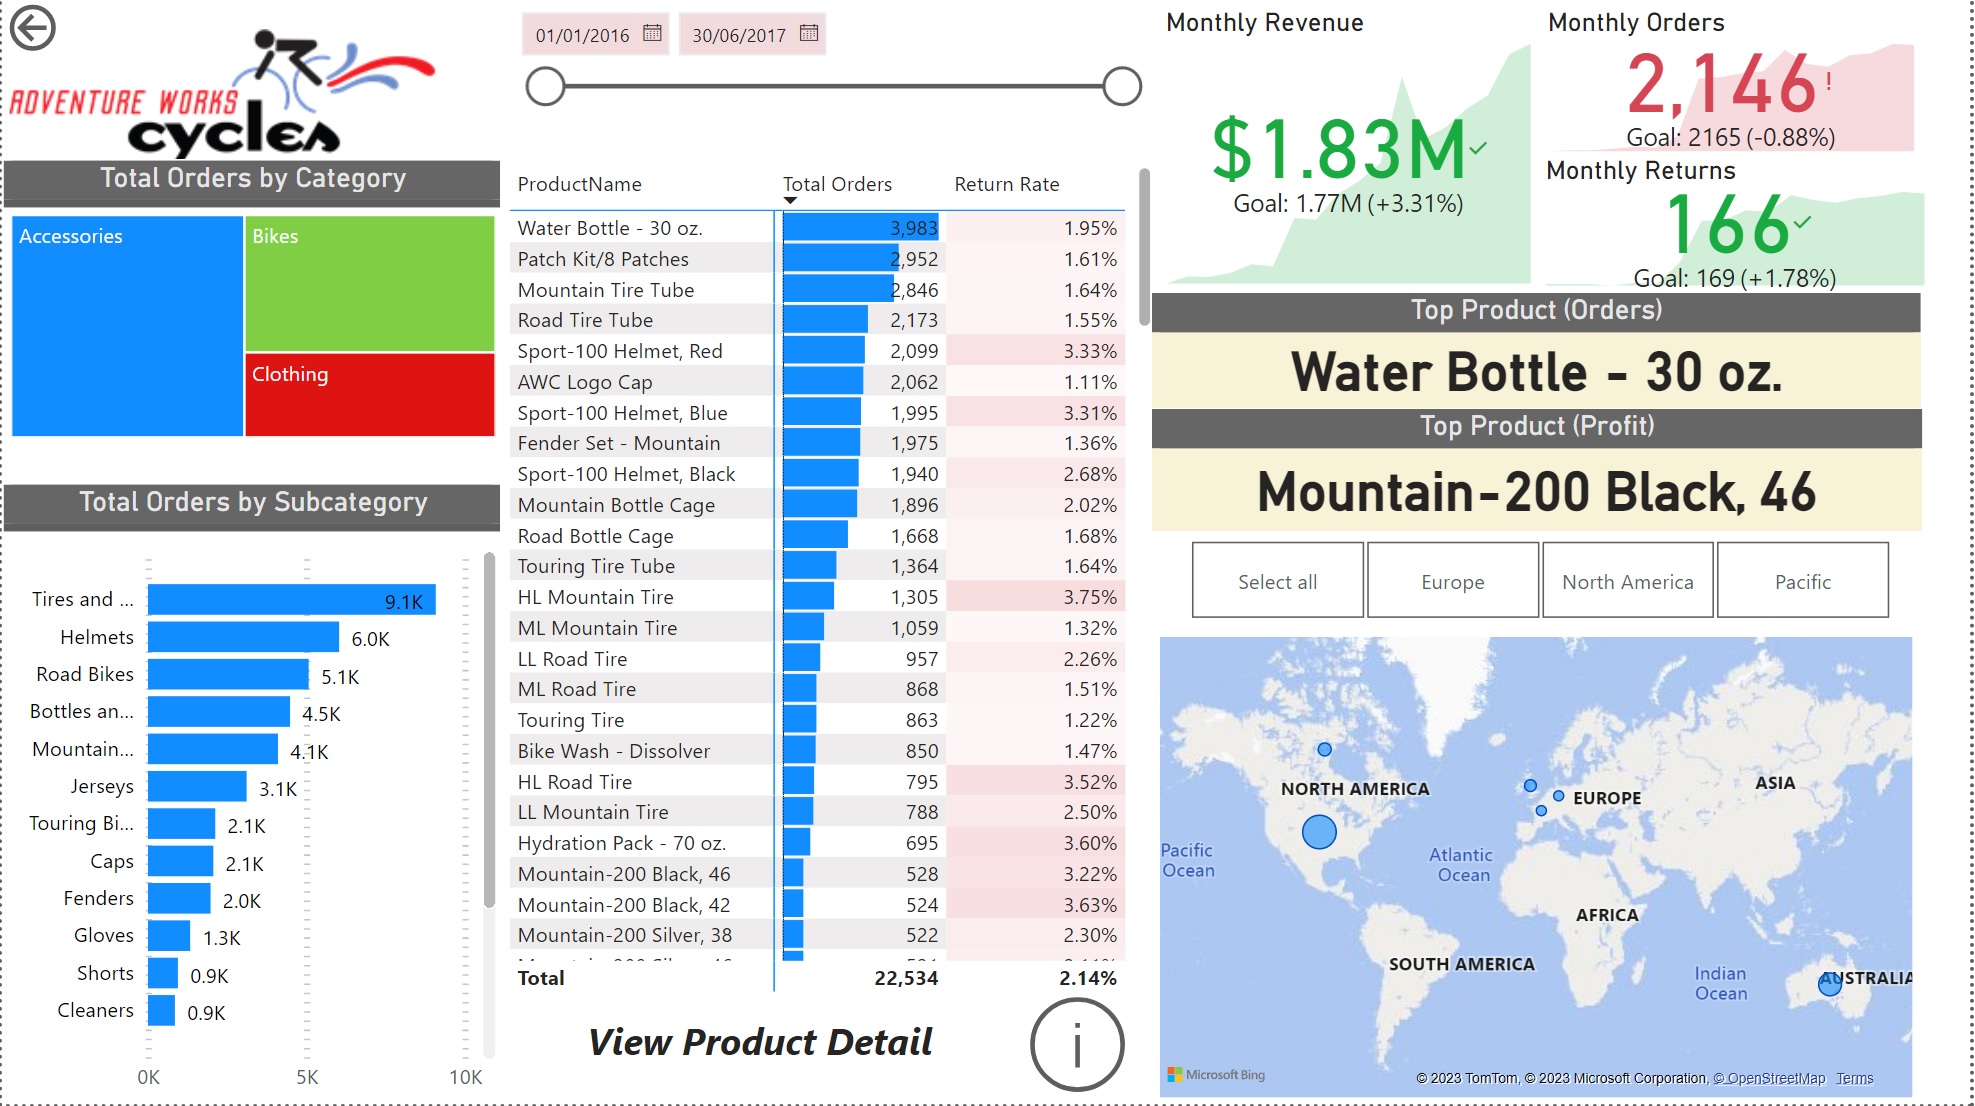 ADVENTURE WORKS
cycles
Total Orders by Category
Accessories
Bikes
Clothing
Total Orders by Subcategory
Tires and ... 9.1K
Helmets 6.0K
Road Bikes 5.1K
Bottles an... 4.5K
Mountain... 4.1K
Jerseys 3.1K
Touring Bi... 2.1K
Caps 2.1K
Fenders 2.0K
Gloves 1.3K
Shorts 0.9K
Cleaners 0.9K
0K 5K 10K
01/01/2016 30/06/2017
ProductName Total Orders Return Rate
Water Bottle - 30 oz. 3,983 1.95%
Patch Kit/8 Patches 2,952 1.61%
Mountain Tire Tube 2,846 1.64%
Road Tire Tube 2,173 1.55%
Sport-100 Helmet, Red 2,099 3.33%
AWC Logo Cap 2,062 1.11%
Sport-100 Helmet, Blue 1,995 3.31%
Fender Set - Mountain 1,975 1.36%
Sport-100 Helmet, Black 1,940 2.68%
Mountain Bottle Cage 1,896 2.02%
Road Bottle Cage 1,668 1.68%
Touring Tire Tube 1,364 1.64%
HL Mountain Tire 1,305 3.75%
ML Mountain Tire 1,059 1.32%
LL Road Tire 957 2.26%
ML Road Tire 868 1.51%
Touring Tire 863 1.22%
Bike Wash - Dissolver 850 1.47%
HL Road Tire 795 3.52%
LL Mountain Tire 788 2.50%
Hydration Pack - 70 oz. 695 3.60%
Mountain-200 Black, 46 528 3.22%
Mountain-200 Black, 42 524 3.63%
Mountain-200 Silver, 38 522 2.30%
Total 22,534 2.14%
View Product Detail
i
Monthly Revenue
$1.83M
Goal: 1.77M (+3.31%)
Monthly Orders
2,146!
Goal: 2165 (-0.88%)
Monthly Returns
166
Goal: 169 (+1.78%)
Top Product (Orders)
Water Bottle - 30 oz.
Top Product (Profit)
Mountain-200 Black, 46
Select all Europe North America Pacific
NORTH AMERICA
EUROPE
ASIA
Pacific
Ocean
Atlantic
Ocean
AFRICA
SOUTH AMERICA
Indian
Ocean
AUSTRALIA
Microsoft Bing
© 2023 TomTom, © 2023 Microsoft Corporation, © OpenStreetMap Terms